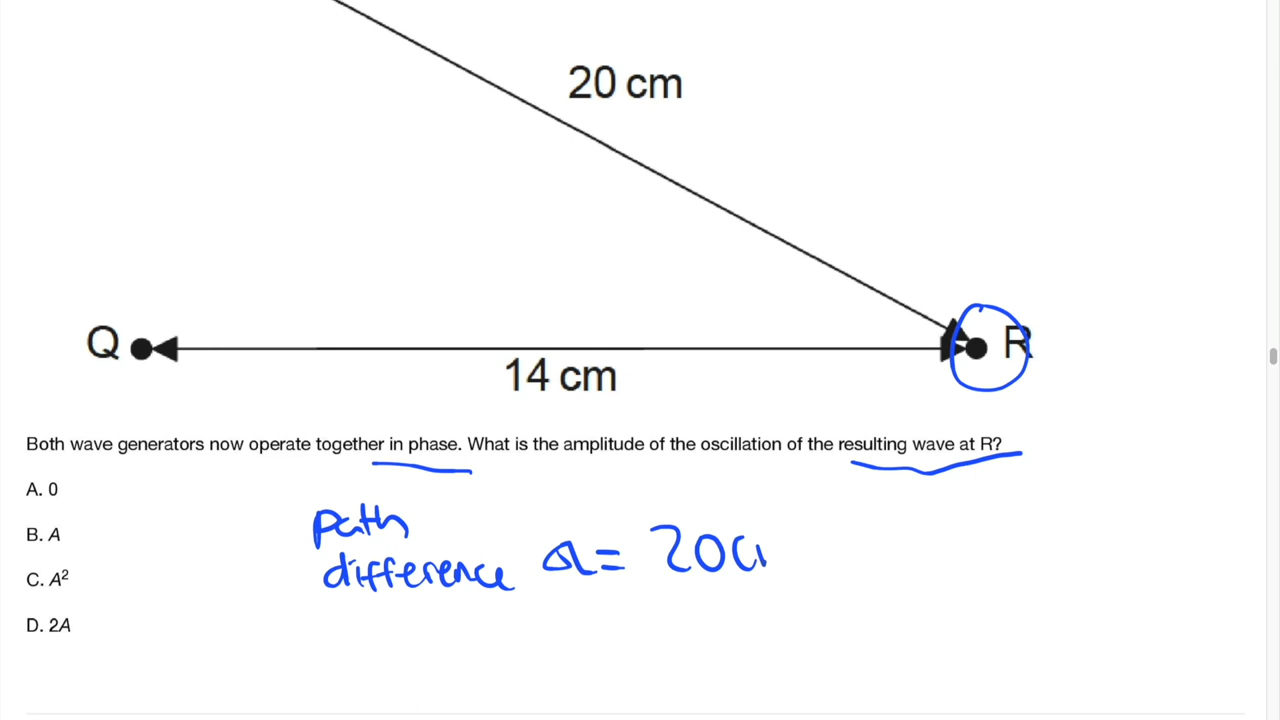 20 cm
Q
R
14 cm
Both wave generators now operate together in phase. What is the amplitude of the oscillation of the resulting wave at R?
A. 0
B. A
C. A²
D. 2A
path
difference
= 20c